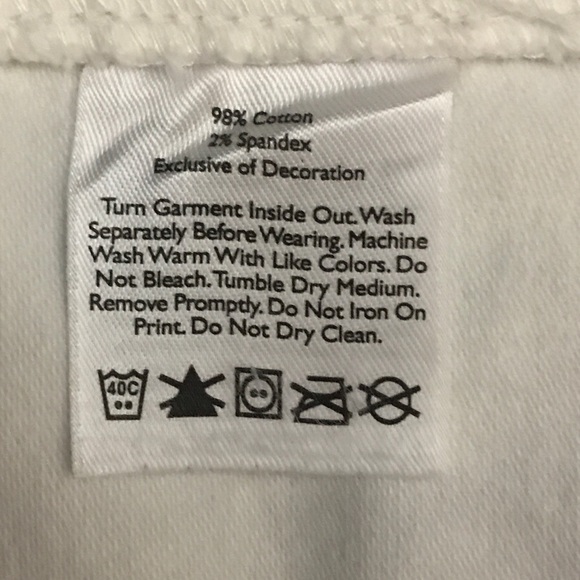 98% Cotton
2% Spandex
Exclusive of Decoration
Turn Garment Inside Out. Wash
Separately Before Wearing. Machine
Wash Warm With Like Colors. Do
Not Bleach. Tumble Dry Medium.
Remove Promptly. Do Not Iron On
Print. Do Not Dry Clean.
40C